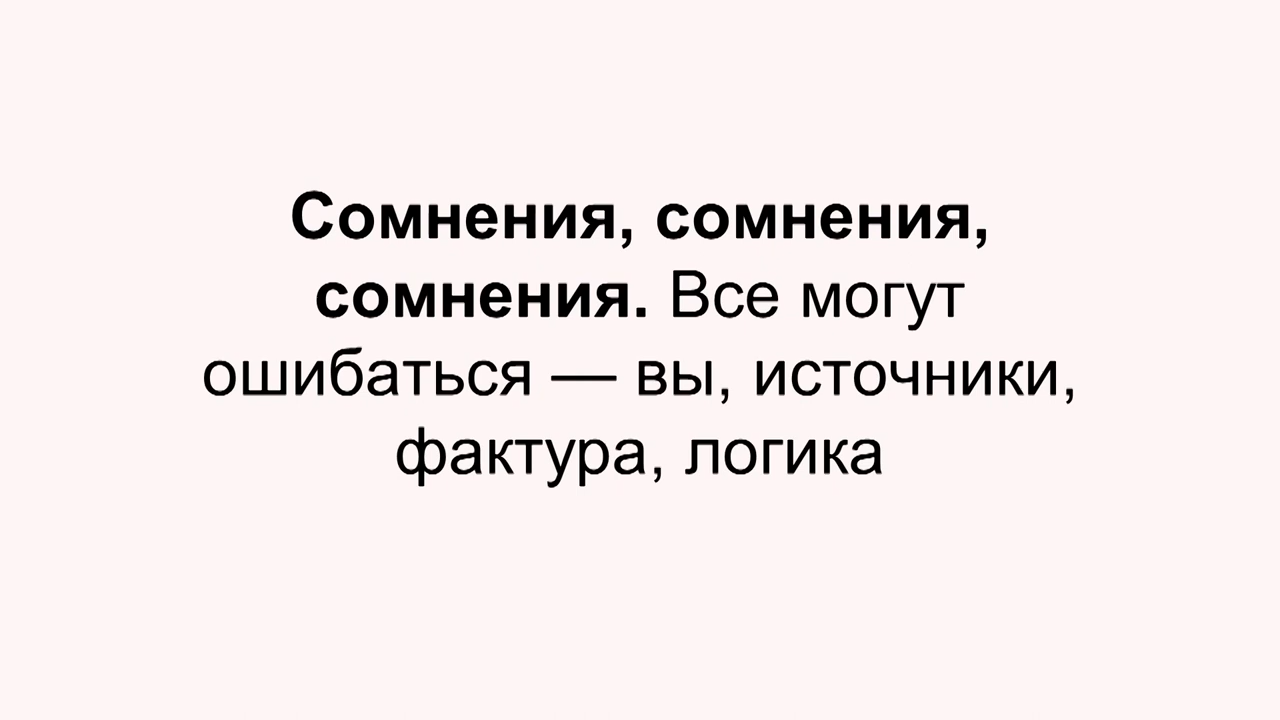 Сомнения, сомнения,
сомнения. Все могут
ошибаться — вы, источники,
фактура, логика